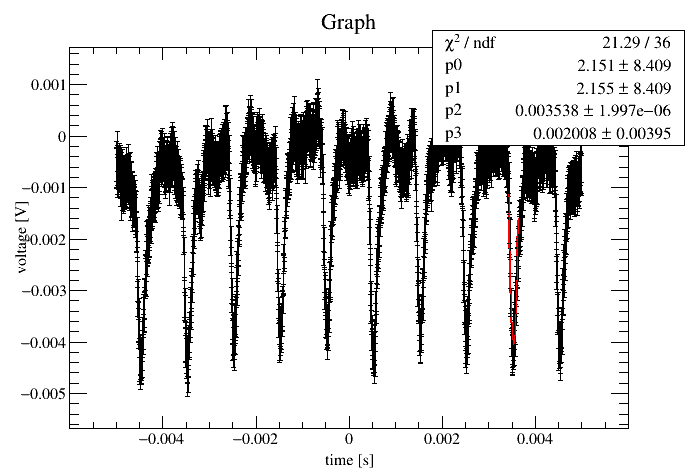 Graph
χ² / ndf 21.29 / 36
p0 2.151 ± 8.409
p1 2.155 ± 8.409
p2 0.003538 ± 1.997e−06
p3 0.002008 ± 0.00395
0.001
0
−0.001
−0.002
−0.003
−0.004
−0.005
voltage [V]
−0.004 −0.002 0 0.002 0.004
time [s]